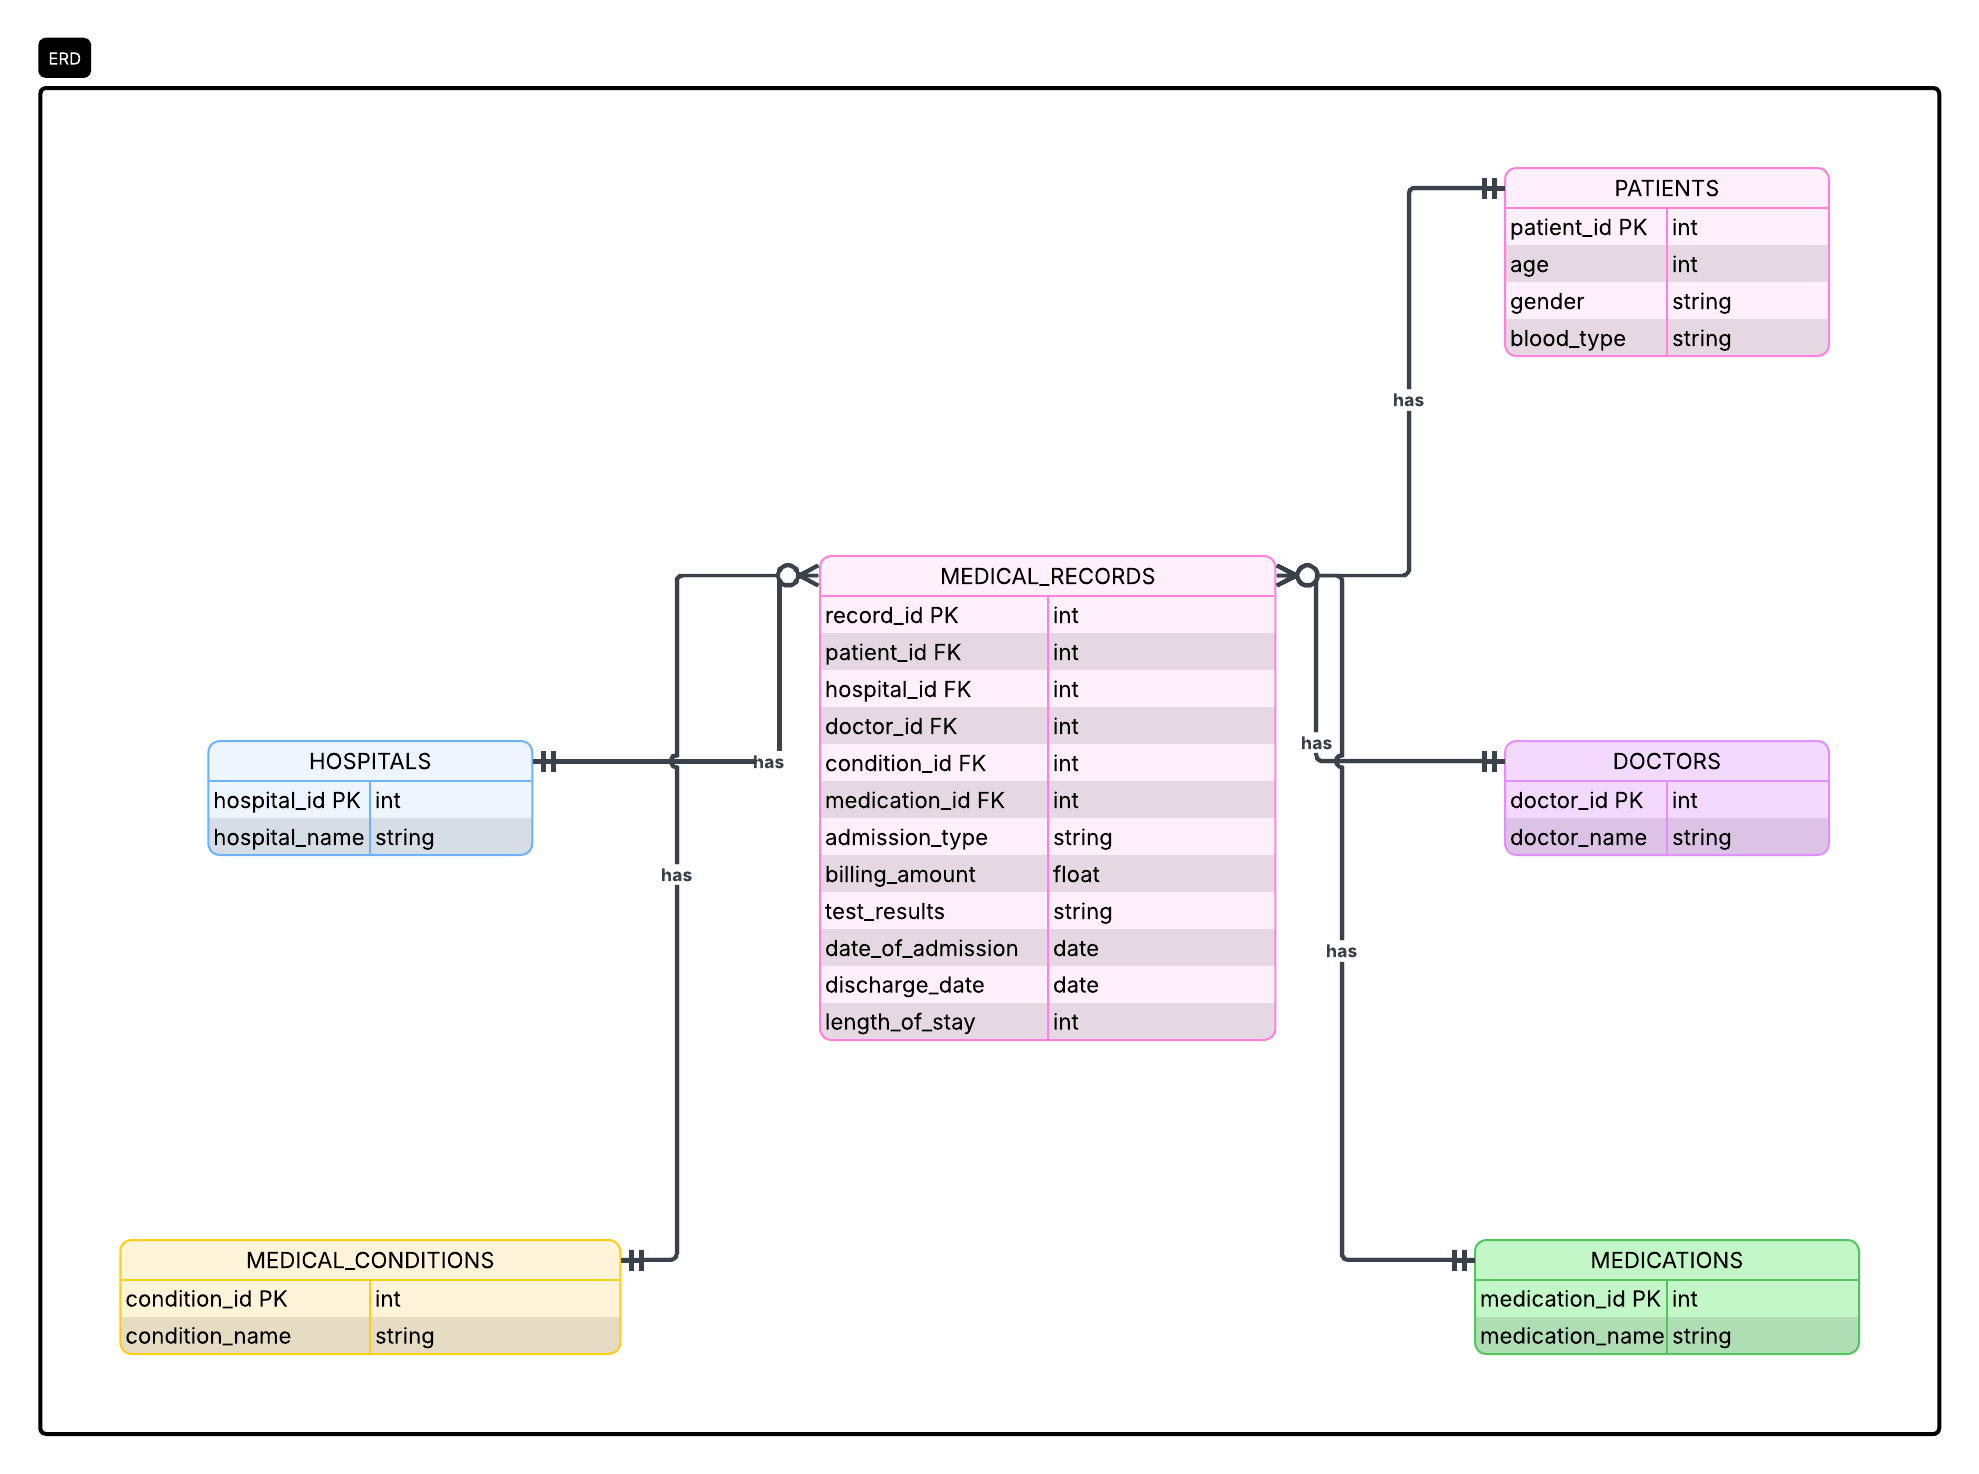 ERD
PATIENTS
patient_id PK int
age int
gender string
blood_type string
has
MEDICAL_RECORDS
record_id PK int
patient_id FK int
hospital_id FK int
doctor_id FK int
condition_id FK int
medication_id FK int
admission_type string
billing_amount float
test_results string
date_of_admission date
discharge_date date
length_of_stay int
HOSPITALS
hospital_id PK int
hospital_name string
has
has
has
DOCTORS
doctor_id PK int
doctor_name string
has
MEDICAL_CONDITIONS
condition_id PK int
condition_name string
MEDICATIONS
medication_id PK int
medication_name string